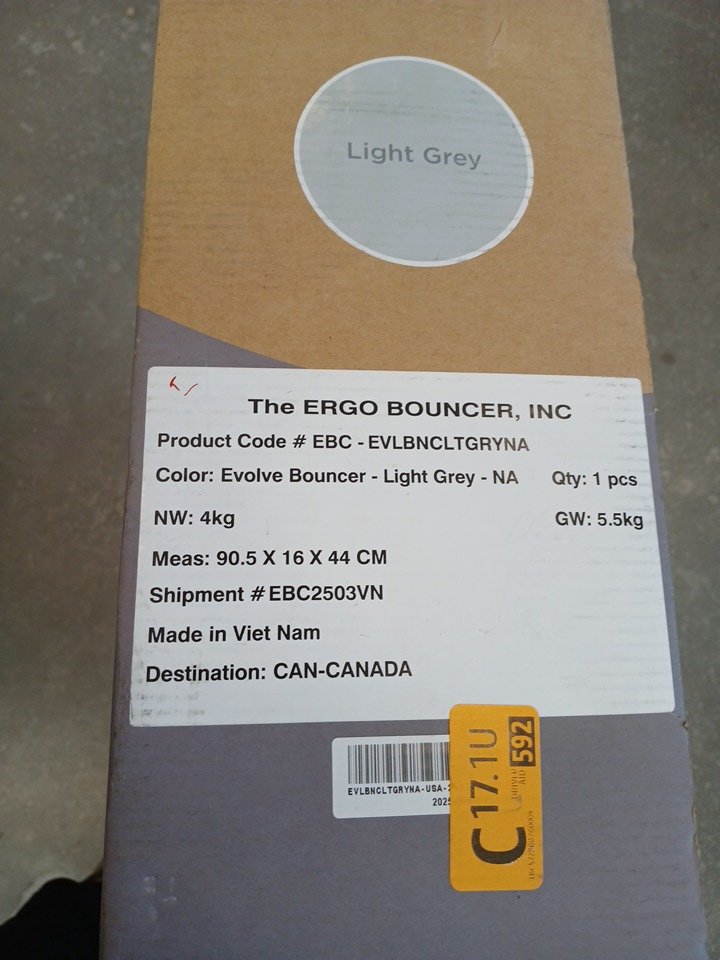 Light Grey
The ERGO BOUNCER, INC
Product Code # EBC - EVLBNCLTGRYNA
Color: Evolve Bouncer - Light Grey - NA Qty: 1 pcs
NW: 4kg GW: 5.5kg
Meas: 90.5 X 16 X 44 CM
Shipment # EBC2503VN
Made in Viet Nam
Destination: CAN-CANADA
EVLBNCLTGRYNA-USA-
C 17.1U
DRIVER AID 592